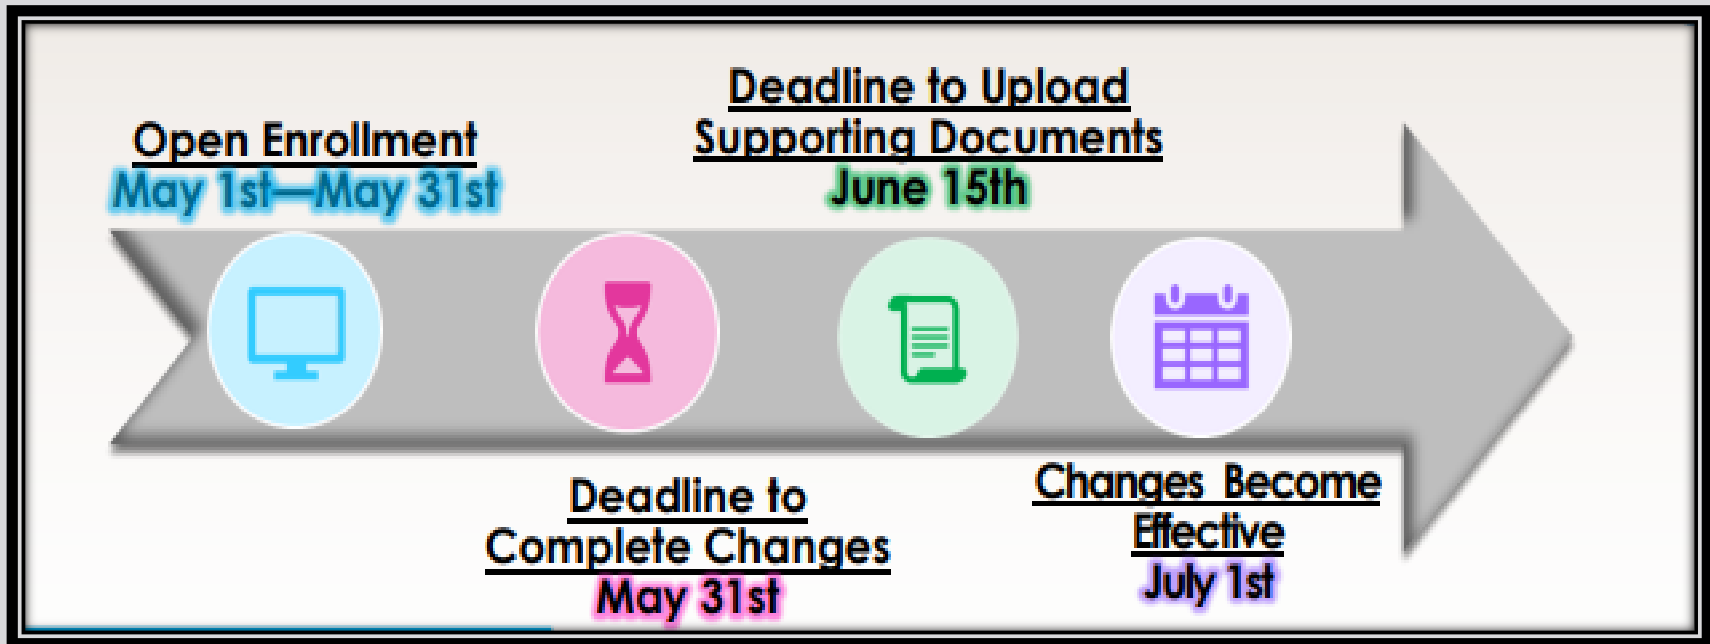 Open Enrollment
May 1st—May 31st
Deadline to
Complete Changes
May 31st
Deadline to Upload
Supporting Documents
June 15th
Changes Become
Effective
July 1st